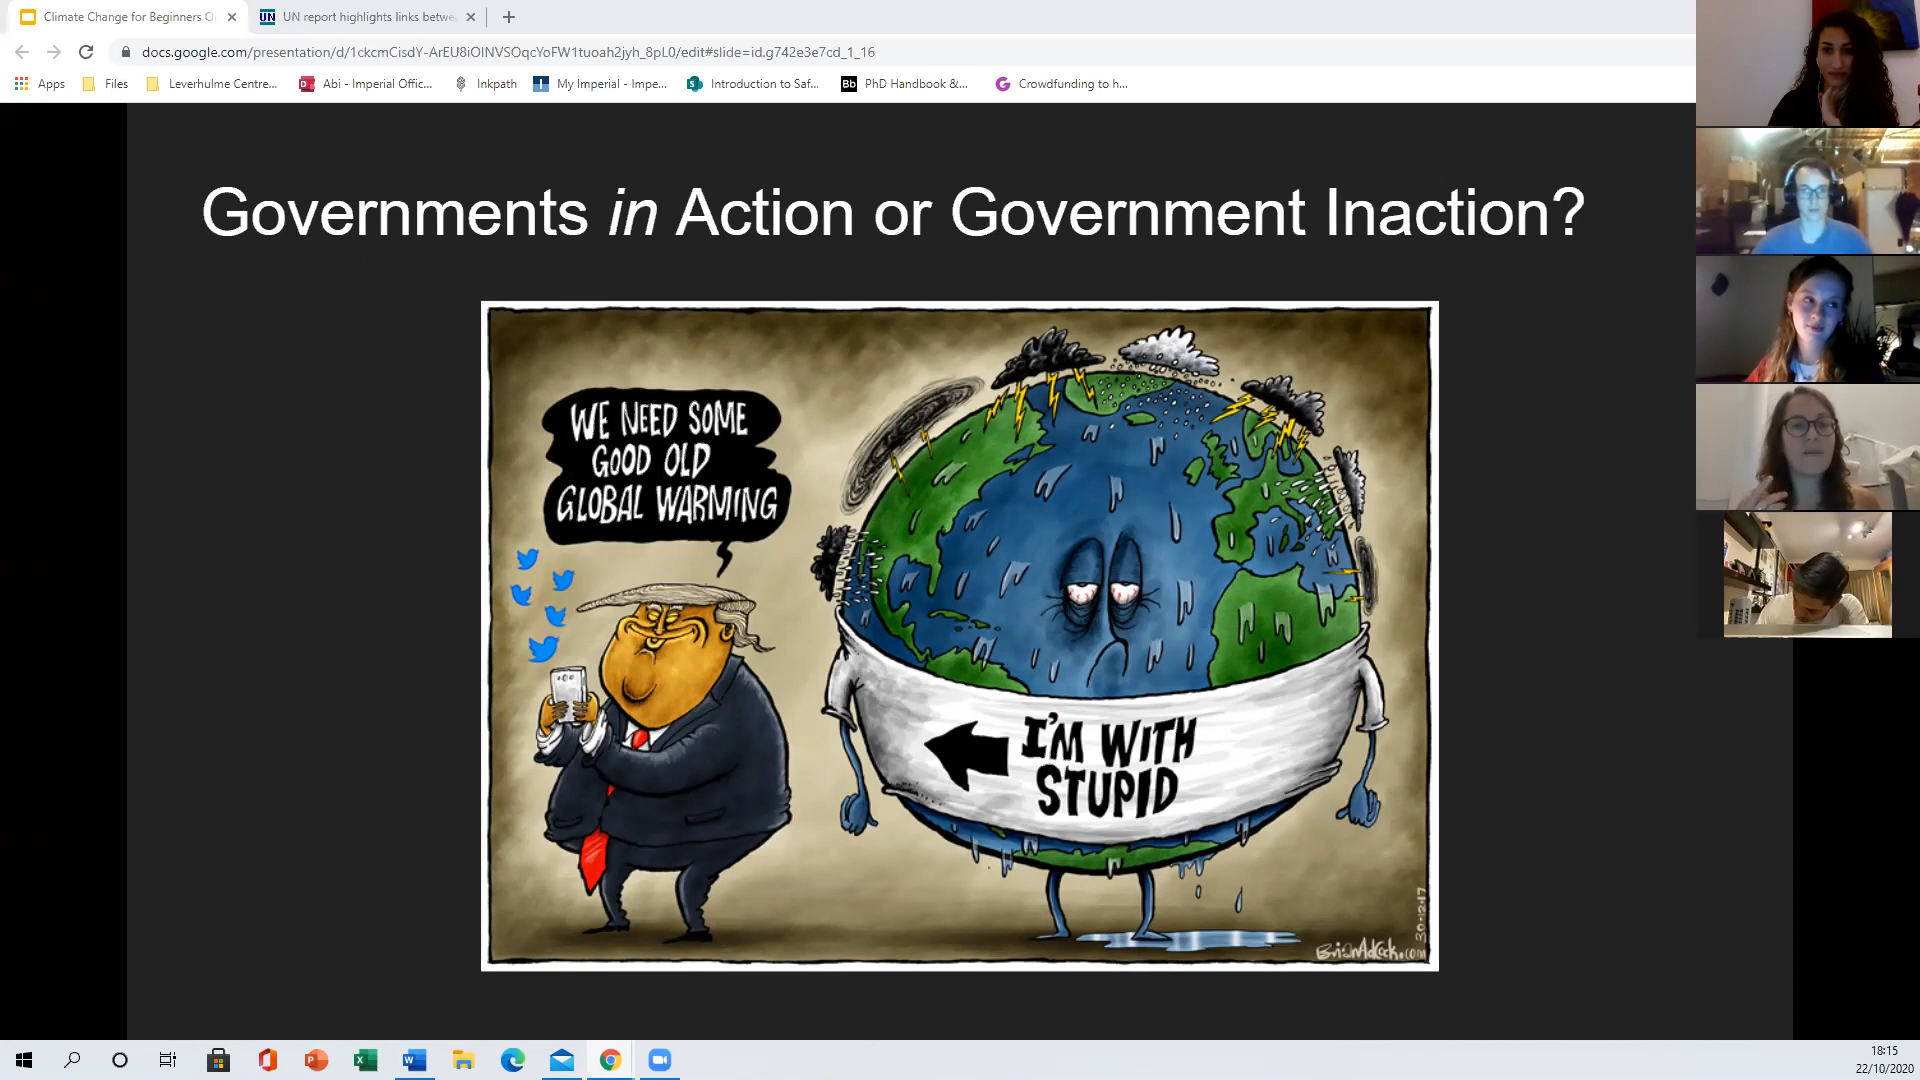 Climate Change for Beginners O
UN report highlights links betwe
docs.google.com/presentation/d/1ckcmCisdY-ArEU8iOlNVSOqcYoFW1tuoah2jyh_8pL0/edit#slide=id.g742e3e7cd_1_16
Apps
Files
Leverhulme Centre...
Abi - Imperial Offic...
Inkpath
My Imperial - Impe...
Introduction to Saf...
Bb
PhD Handbook &...
Crowdfunding to h...
Governments in Action or Government Inaction?
WE NEED SOME
GOOD OLD
GLOBAL WARMING
I'M WITH
STUPID
30·12·17
BrianAdcock.com
18:15
22/10/2020